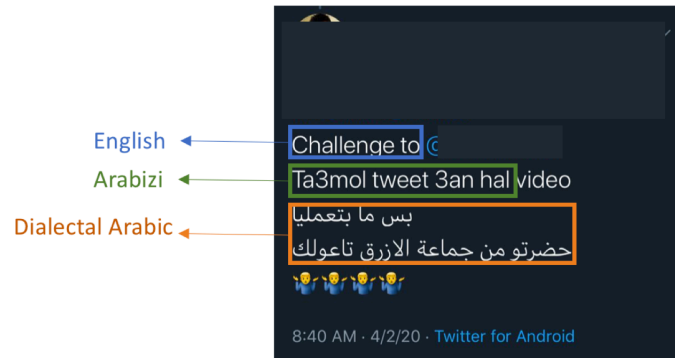 English
Arabizi
Dialectal Arabic
Challenge to @
Ta3mol tweet 3an hal video
بس ما بتعمليا
حضرتو من جماعة الازرق تاعولك
🤷‍♂️🤷‍♂️🤷‍♂️🤷‍♂️
8:40 AM · 4/2/20 · Twitter for Android